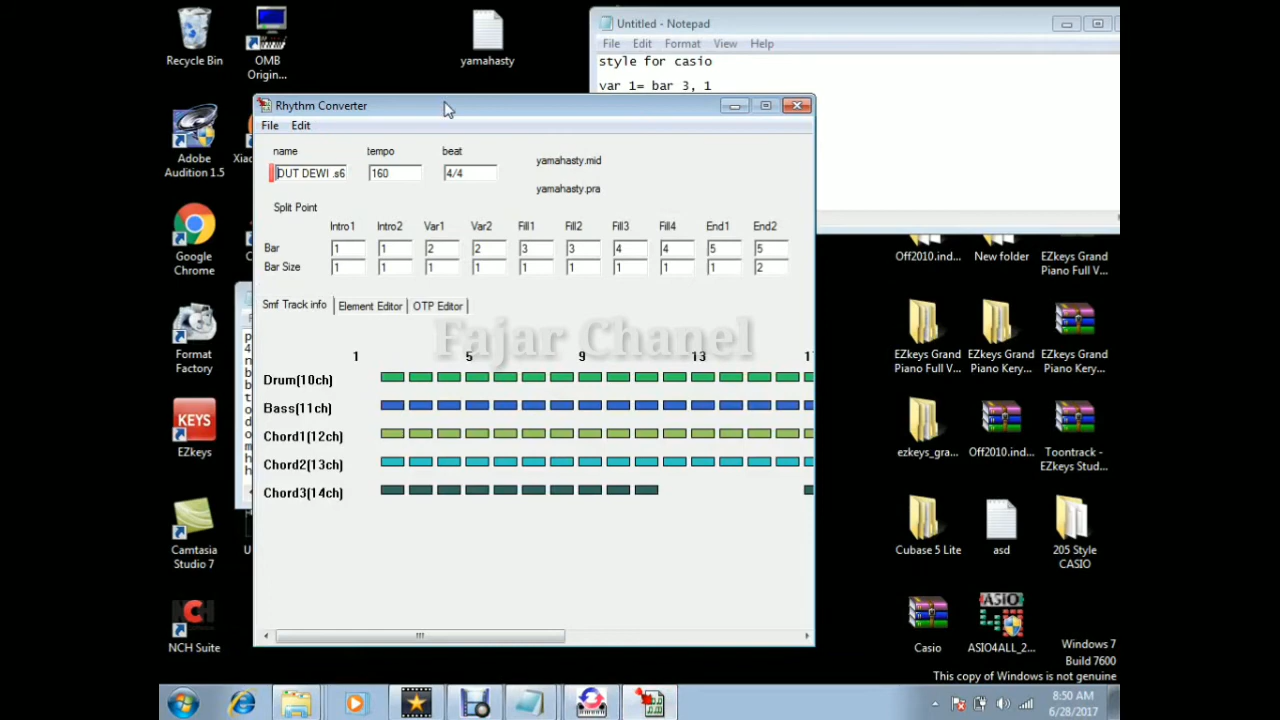 Recycle Bin
OMB
Origin...
yamahasty
Untitled - Notepad
File Edit Format View Help
style for casio
var 1= bar 3, 1
Adobe
Audition 1.5
Xiao
Google
Chrome
Format
Factory
KEYS
EZkeys
Camtasia
Studio 7
NCH
NCH Suite
Rhythm Converter
File Edit
name tempo beat
DUT DEWI .s6 160 4/4
yamahasty.mid
yamahasty.pra
Split Point
Intro1 Intro2 Var1 Var2 Fill1 Fill2 Fill3 Fill4 End1 End2
Bar 1 1 2 2 3 3 4 4 5 5
Bar Size 1 1 1 1 1 1 1 1 1 2
Smf Track info Element Editor OTP Editor
Fajar Chanel
1 5 9 13
Drum(10ch)
Bass(11ch)
Chord1(12ch)
Chord2(13ch)
Chord3(14ch)
Off2010.ind...
New folder
EZkeys Grand
Piano Full V...
EZkeys Grand
Piano Full V...
EZkeys Grand
Piano Kery...
EZkeys Grand
Piano Full V...
ezkeys_gra...
Off2010.ind...
Toontrack -
EZkeys Stud...
Cubase 5 Lite
asd
205 Style
CASIO
ASIO
Casio
ASIO4ALL_2...
Windows 7
Build 7600
This copy of Windows is not genuine
8:50 AM
6/28/2017